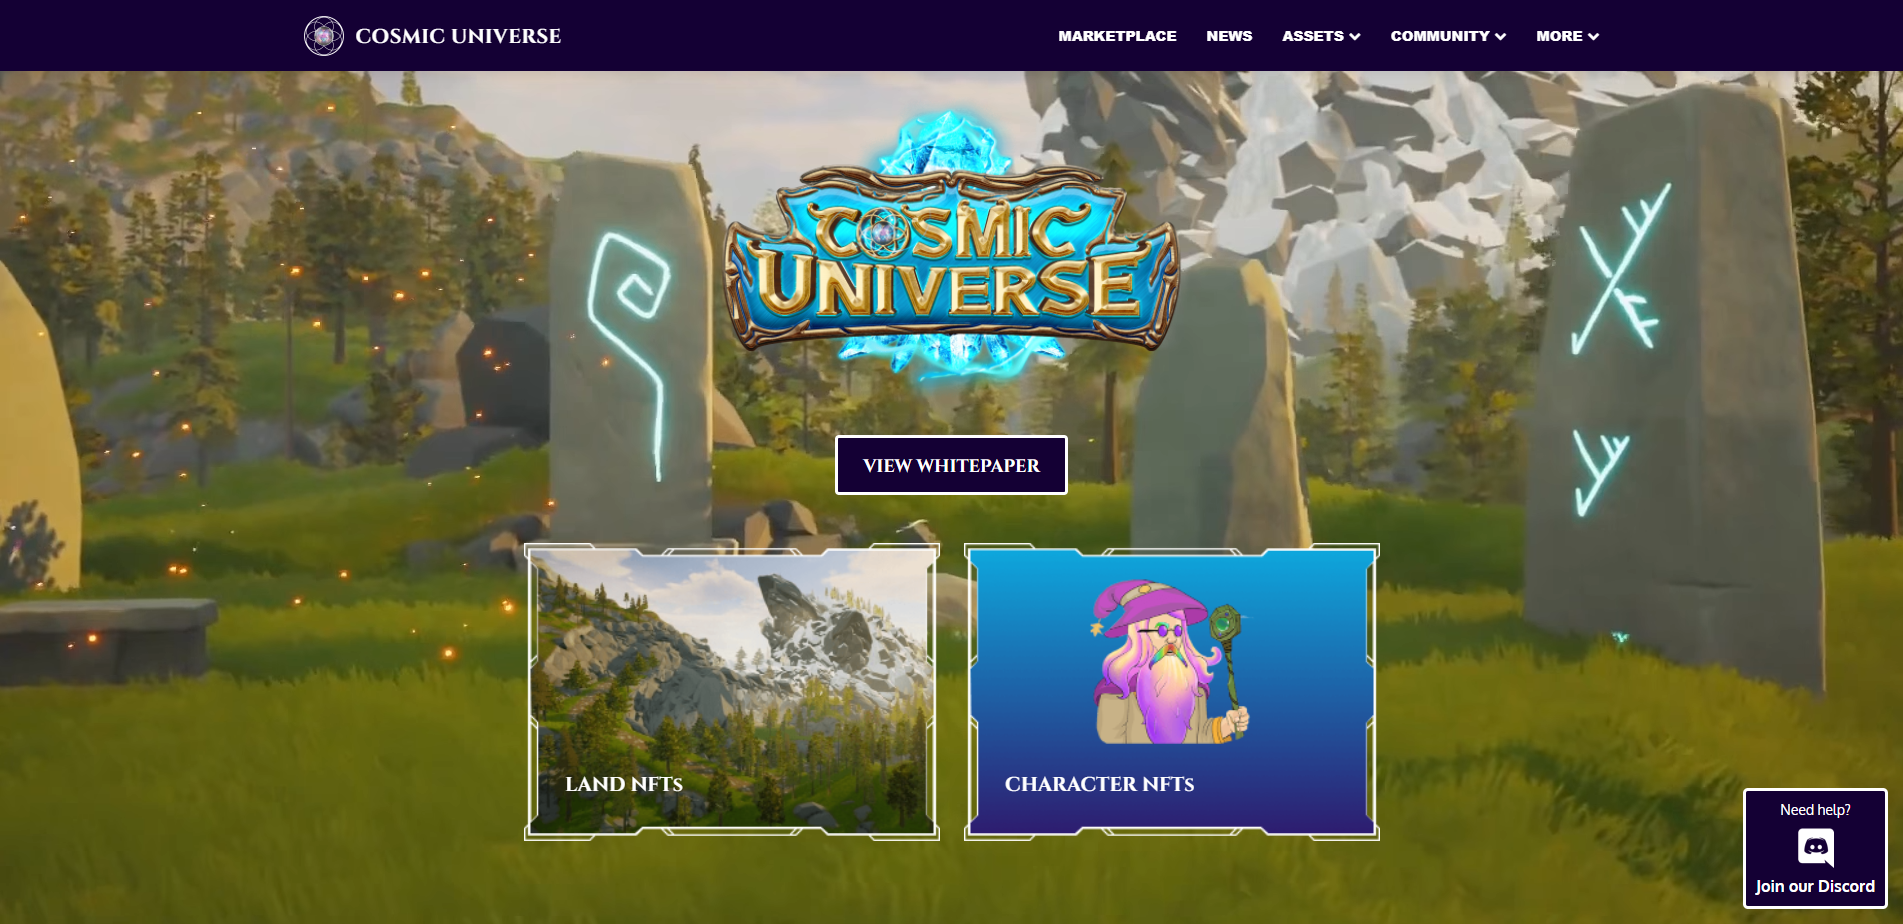 COSMIC UNIVERSE
MARKETPLACE
NEWS
ASSETS
COMMUNITY
MORE
COSMIC
UNIVERSE
VIEW WHITEPAPER
LAND NFTs
CHARACTER NFTs
Need help?
Join our Discord